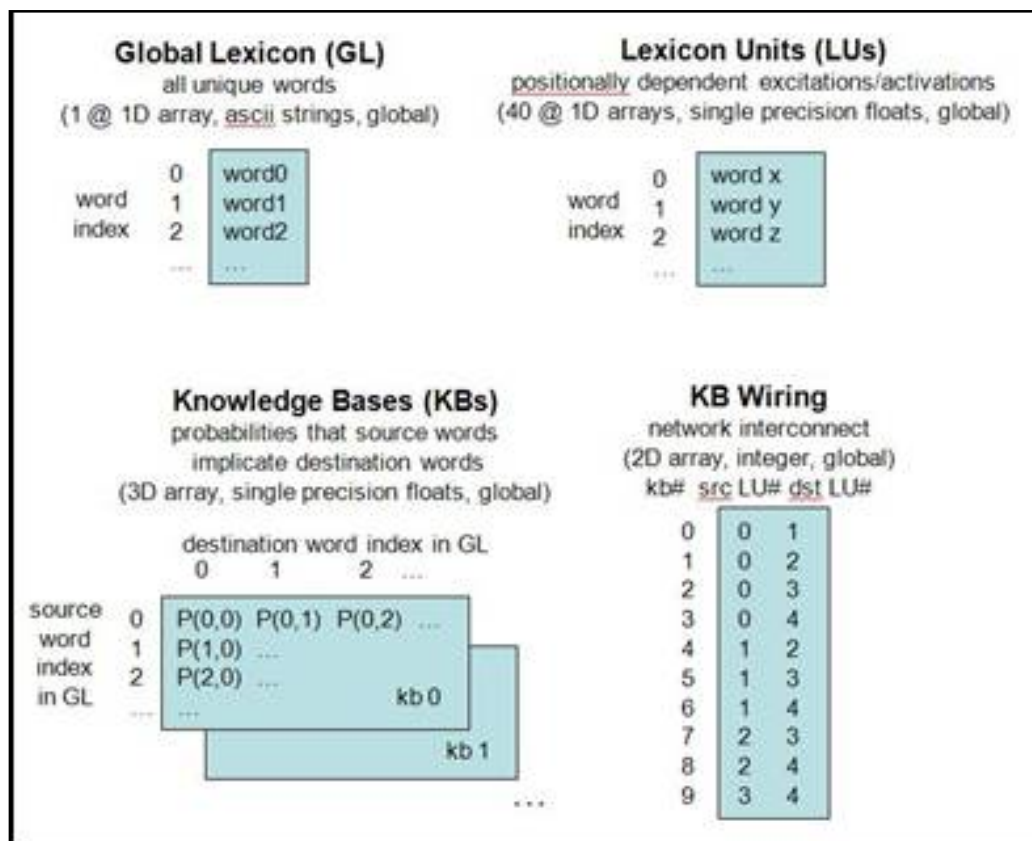 Global Lexicon (GL)
all unique words
(1 @ 1D array, ascii strings, global)
word index
0 word0
1 word1
2 word2
... ...
Lexicon Units (LUs)
positionally dependent excitations/activations
(40 @ 1D arrays, single precision floats, global)
word index
0 word x
1 word y
2 word z
... ...
Knowledge Bases (KBs)
probabilities that source words
implicate destination words
(3D array, single precision floats, global)
destination word index in GL
0 1 2 ...
source
word
index
in GL
0 P(0,0) P(0,1) P(0,2) ...
1 P(1,0) ...
2 P(2,0) ...
... ...
kb 0
kb 1
...
KB Wiring
network interconnect
(2D array, integer, global)
kb# src LU# dst LU#
0 0 1
1 0 2
2 0 3
3 0 4
4 1 2
5 1 3
6 1 4
7 2 3
8 2 4
9 3 4